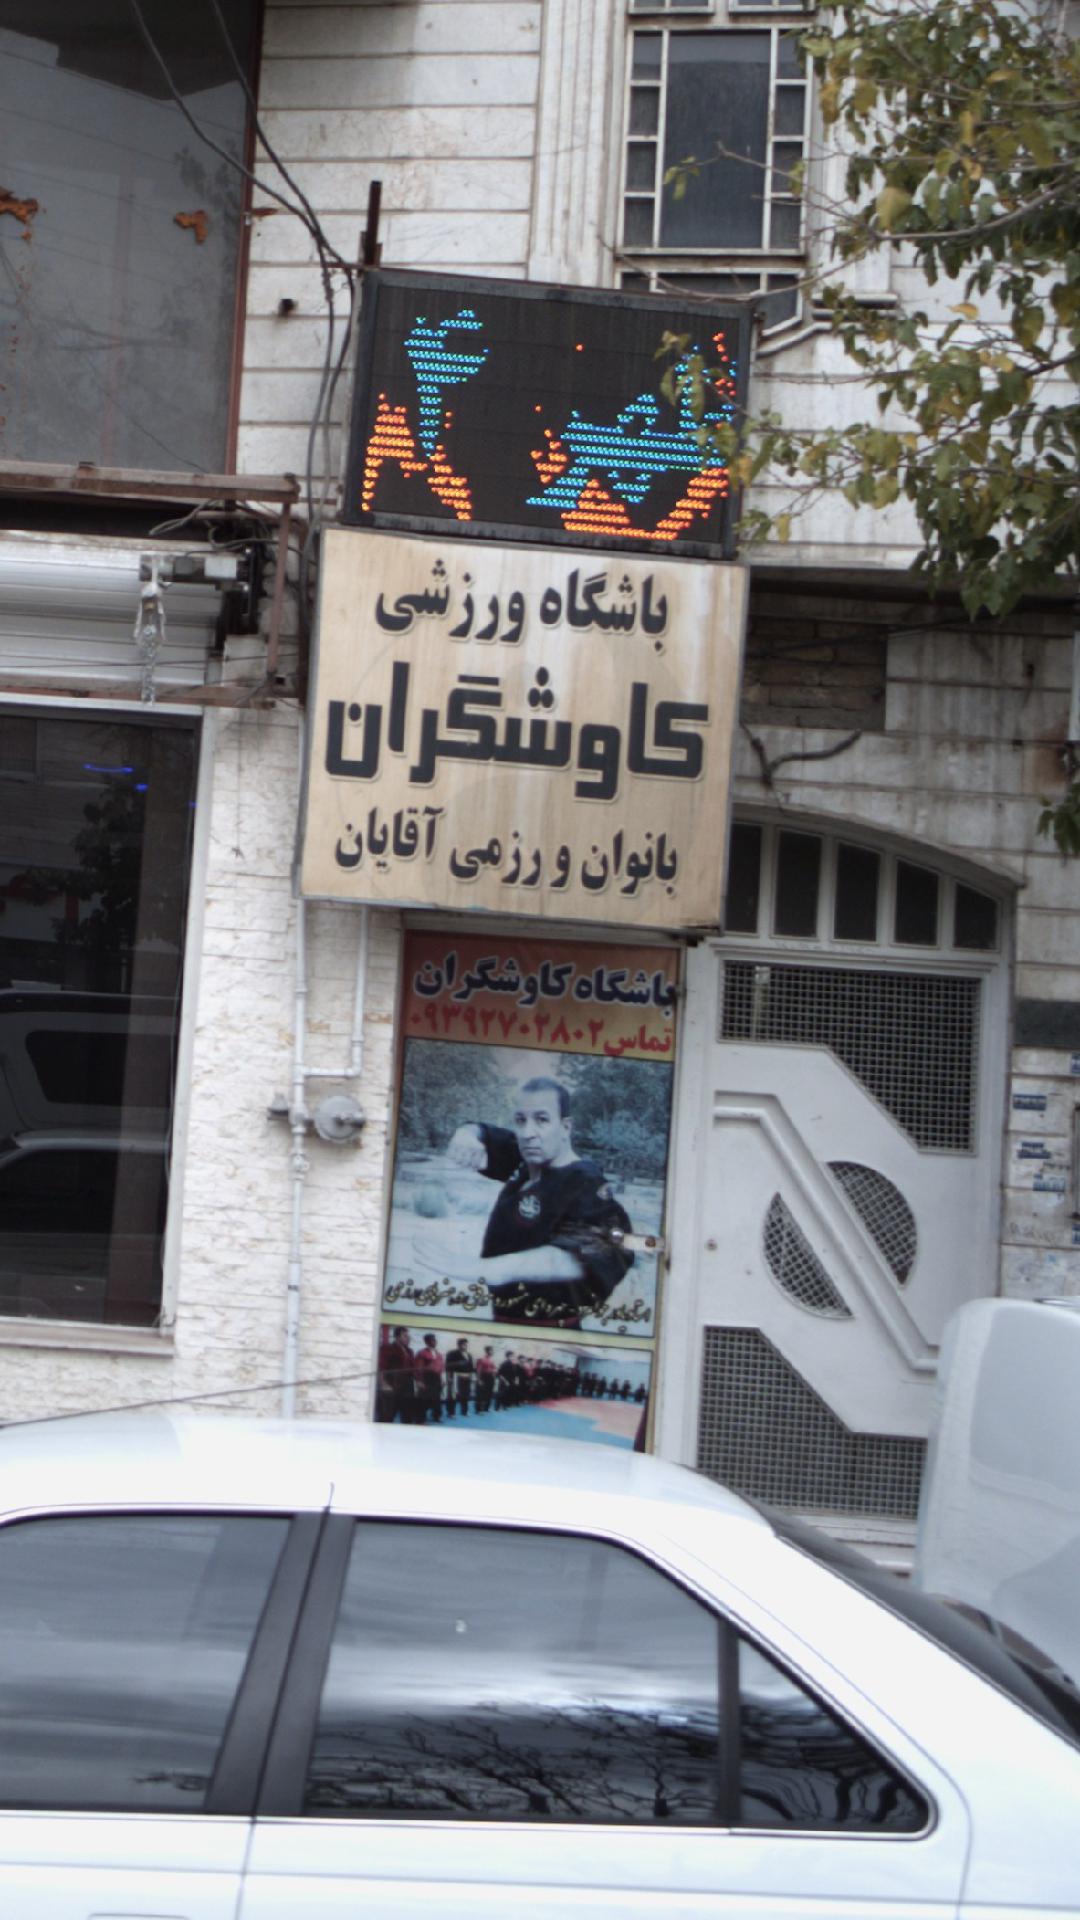 باشگاه ورزشی
کاوشگران
بانوان و رزمی آقایان
باشگاه کاوشگران
تماس ۰۹۳۹۲۷۰۲۸۰۲